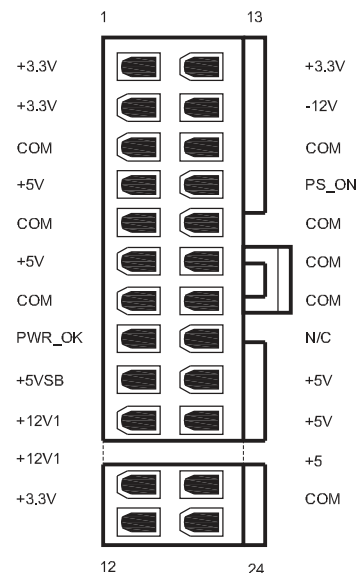 1 13
+3.3V +3.3V
+3.3V -12V
COM COM
+5V PS_ON
COM COM
+5V COM
COM COM
PWR_OK N/C
+5VSB +5V
+12V1 +5V
+12V1 +5
+3.3V COM
12 24